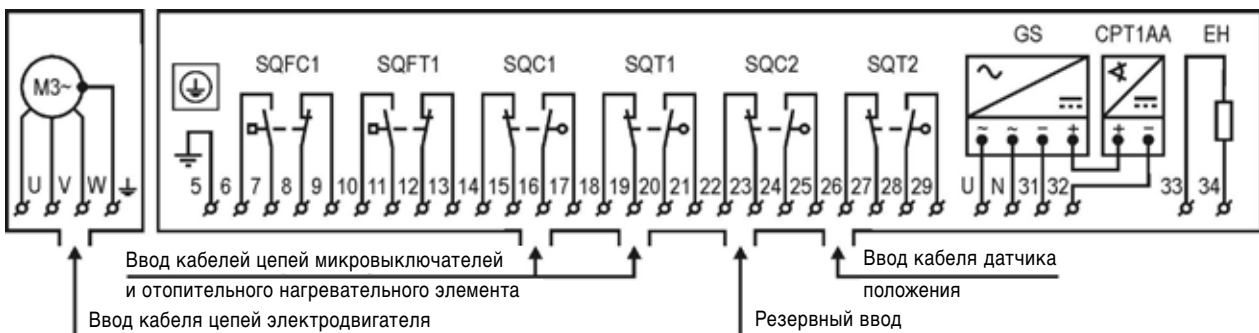 GS CPT1AA EH
SQFC1 SQFT1 SQC1 SQT1 SQC2 SQT2
M3~
~ ~ − + + −
U V W 5 6 7 8 9 10 11 12 13 14 15 16 17 18 19 20 21 22 23 24 25 26 27 28 29 U N 31 32 33 34
Ввод кабелей цепей микровыключателей
и отопительного нагревательного элемента
Ввод кабеля датчика
положения
Ввод кабеля цепей электродвигателя
Резервный ввод